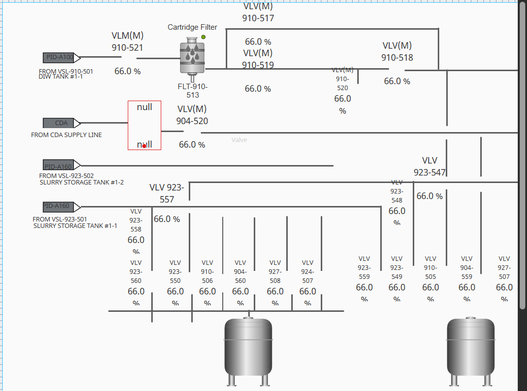 VLV(M)
910-517
Cartridge Filter
VLM(M)
910-521
66.0 %
VLV(M)
910-519
VLV(M)
910-518
PID-A10
66.0 %
FROM VSL-910-501
DIW TANK #1-1
VLV(M)
910-
520
66.0 %
FLT-910-
513
66.0 %
66.0
%
null
VLV(M)
904-520
CDA
FROM CDA SUPPLY LINE
null
66.0 %
Valve
PID-A160
FROM VSL-923-502
SLURRY STORAGE TANK #1-2
VLV
923-547
VLV 923-
557
VLV
923-
548
66.0 %
PID-A160
66.0
%
FROM VSL-923-501
SLURRY STORAGE TANK #1-1
VLV
923-
558
66.0 %
66.0
%
VLV
923-
560
66.0
%
VLV
923-
550
66.0
%
VLV
910-
506
66.0
%
VLV
904-
560
66.0
%
VLV
927-
508
66.0
%
VLV
924-
507
66.0
%
VLV
923-
559
66.0
%
VLV
923-
549
66.0
%
VLV
910-
505
66.0
%
VLV
904-
459
66.0
%
VLV
927-
507
66.0
%